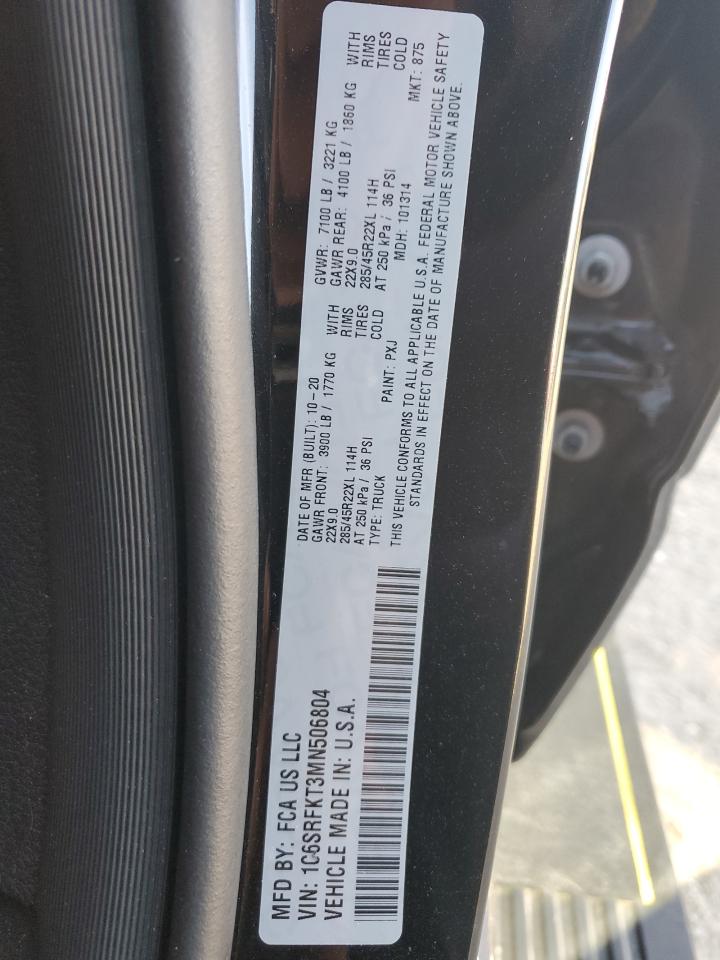 MFD BY: FCA US LLC
VIN: 1C6SRFKT3MN506804
VEHICLE MADE IN: U.S.A.
DATE OF MFR (BUILT): 10-20
GAWR FRONT: 3900 LB / 1770 KG WITH
22X9.0 RIMS
285/45R22XL 114H TIRES
AT 250 kPa / 36 PSI COLD
TYPE: TRUCK PAINT: PXJ
GVWR: 7100 LB / 3221 KG
GAWR REAR: 4100 LB / 1860 KG WITH
22X9.0 RIMS
285/45R22XL 114H TIRES
AT 250 kPa / 36 PSI COLD
MDH: 101314 MKT: 875
THIS VEHICLE CONFORMS TO ALL APPLICABLE U.S.A. FEDERAL MOTOR VEHICLE SAFETY
STANDARDS IN EFFECT ON THE DATE OF MANUFACTURE SHOWN ABOVE.